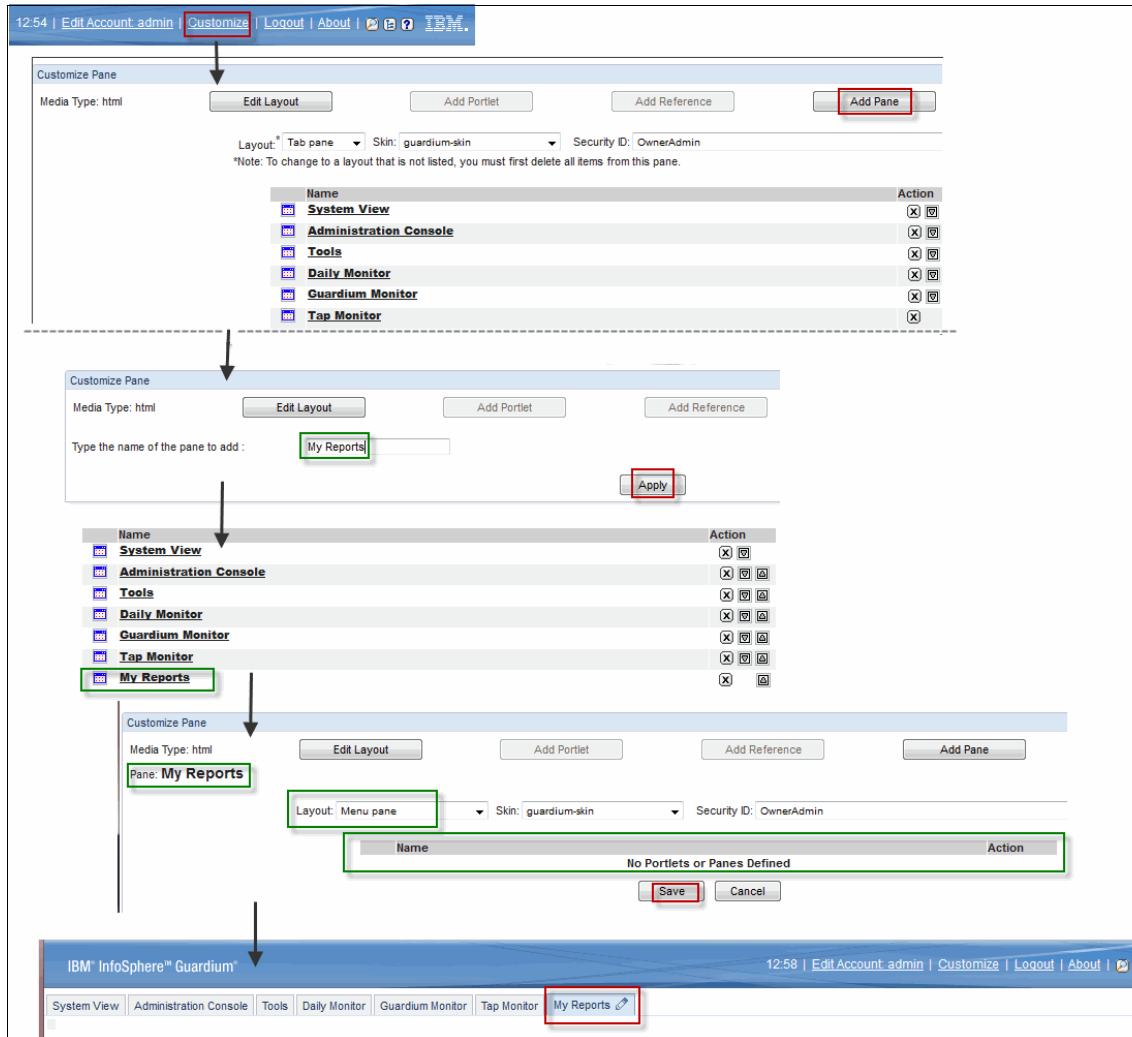 12:54 | Edit Account: admin | Customize | Logout | About | IBM.
Customize Pane
Media Type: html Edit Layout Add Portlet Add Reference Add Pane
Layout:* Tab pane Skin: guardium-skin Security ID: OwnerAdmin
*Note: To change to a layout that is not listed, you must first delete all items from this pane.
Name Action
System View
Administration Console
Tools
Daily Monitor
Guardium Monitor
Tap Monitor
Customize Pane
Media Type: html Edit Layout Add Portlet Add Reference
Type the name of the pane to add : My Reports
Apply
Name Action
System View
Administration Console
Tools
Daily Monitor
Guardium Monitor
Tap Monitor
My Reports
Customize Pane
Media Type: html Edit Layout Add Portlet Add Reference Add Pane
Pane: My Reports
Layout: Menu pane Skin: guardium-skin Security ID: OwnerAdmin
Name Action
No Portlets or Panes Defined
Save Cancel
IBM® InfoSphere™ Guardium® 12:58 | Edit Account: admin | Customize | Logout | About |
System View Administration Console Tools Daily Monitor Guardium Monitor Tap Monitor My Reports